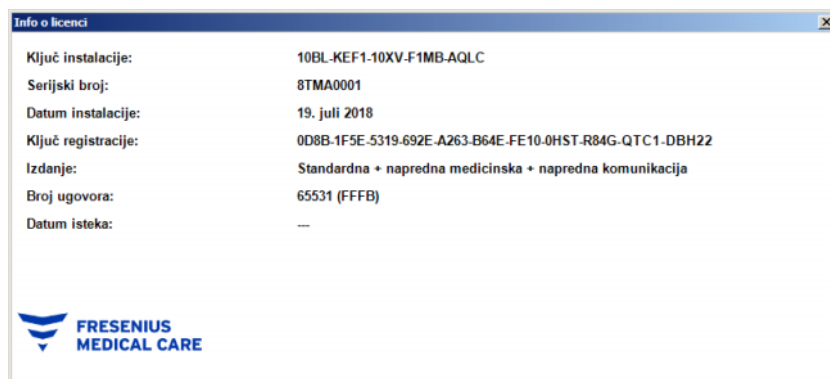 Info o licenci
Ključ instalacije: 10BL-KEF1-10XV-F1MB-AQLC
Serijski broj: 8TMA0001
Datum instalacije: 19. juli 2018
Ključ registracije: 0D8B-1F5E-5319-692E-A263-B64E-FE10-0HST-R84G-QTC1-DBH22
Izdanje: Standardna + napredna medicinska + napredna komunikacija
Broj ugovora: 65531 (FFFB)
Datum isteka: ---
FRESENIUS
MEDICAL CARE